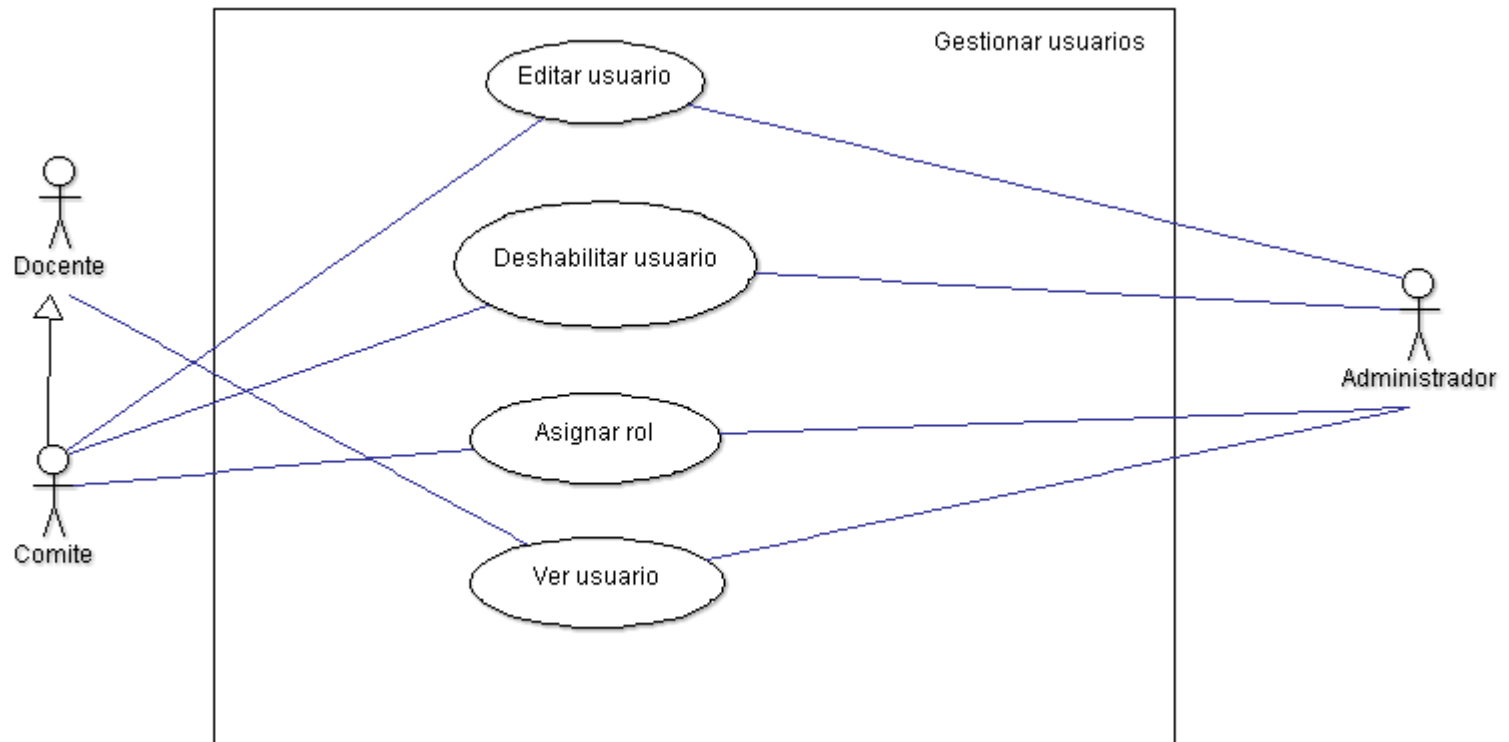 Gestionar usuarios
Editar usuario
Deshabilitar usuario
Docente
Administrador
Asignar rol
Comite
Ver usuario